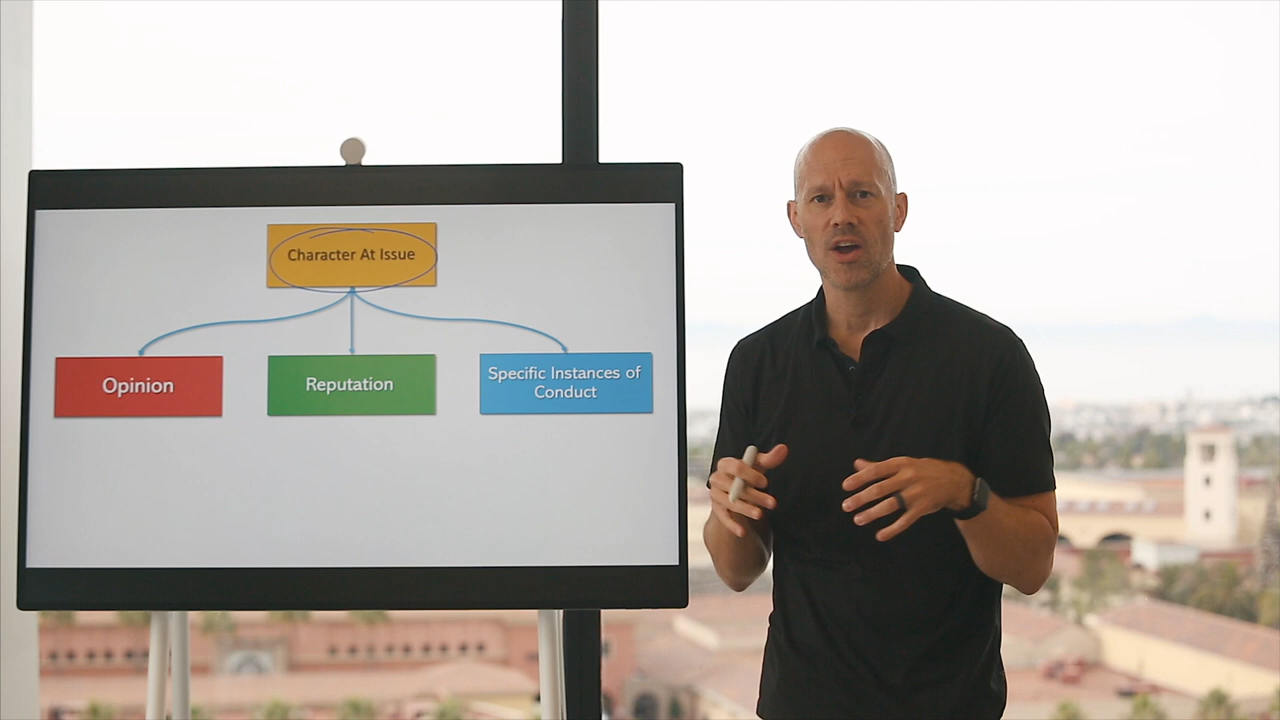 Character At Issue
Opinion
Reputation
Specific Instances of
Conduct